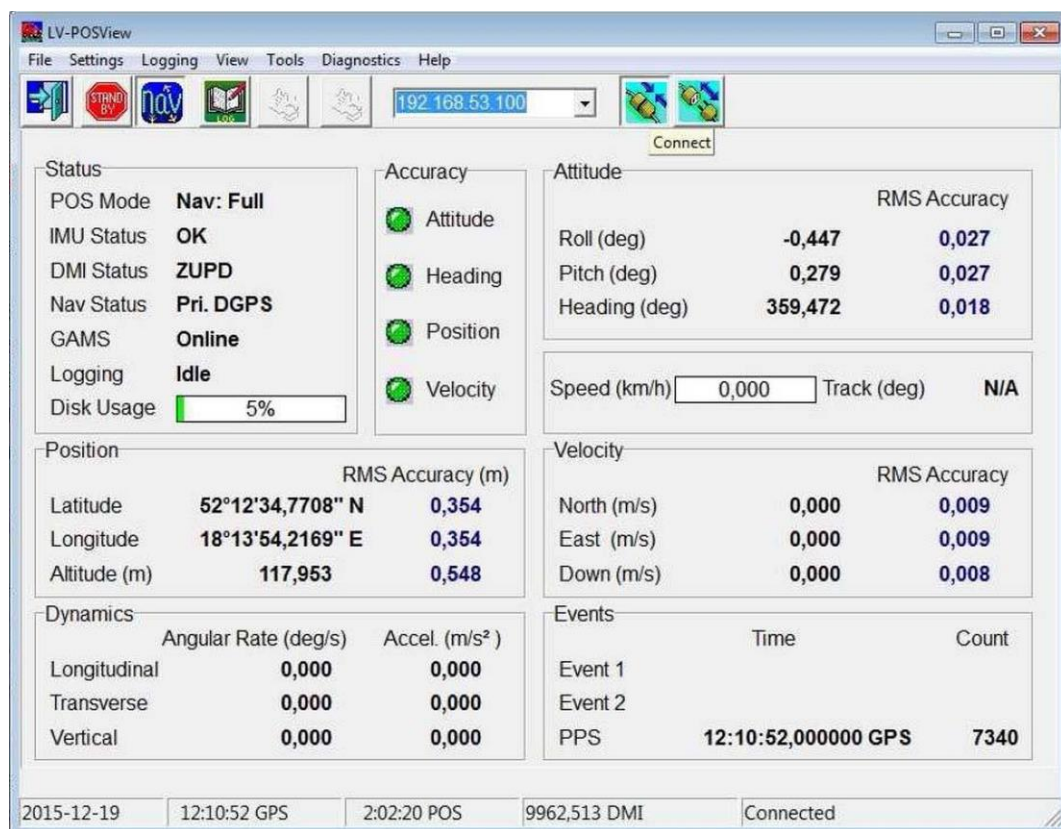 LV-POSView
File Settings Logging View Tools Diagnostics Help
STAND BY nav LOG 192.168.53.100
Connect
Status
POS Mode Nav: Full
IMU Status OK
DMI Status ZUPD
Nav Status Pri. DGPS
GAMS Online
Logging Idle
Disk Usage 5%
Accuracy
Attitude
Heading
Position
Velocity
Attitude
RMS Accuracy
Roll (deg) -0,447 0,027
Pitch (deg) 0,279 0,027
Heading (deg) 359,472 0,018
Speed (km/h) 0,000 Track (deg) N/A
Position
RMS Accuracy (m)
Latitude 52°12'34,7708" N 0,354
Longitude 18°13'54,2169" E 0,354
Altitude (m) 117,953 0,548
Velocity
RMS Accuracy
North (m/s) 0,000 0,009
East (m/s) 0,000 0,009
Down (m/s) 0,000 0,008
Dynamics
Angular Rate (deg/s) Accel. (m/s²)
Longitudinal 0,000 0,000
Transverse 0,000 0,000
Vertical 0,000 0,000
Events
Time Count
Event 1
Event 2
PPS 12:10:52,000000 GPS 7340
2015-12-19 12:10:52 GPS 2:02:20 POS 9962,513 DMI Connected